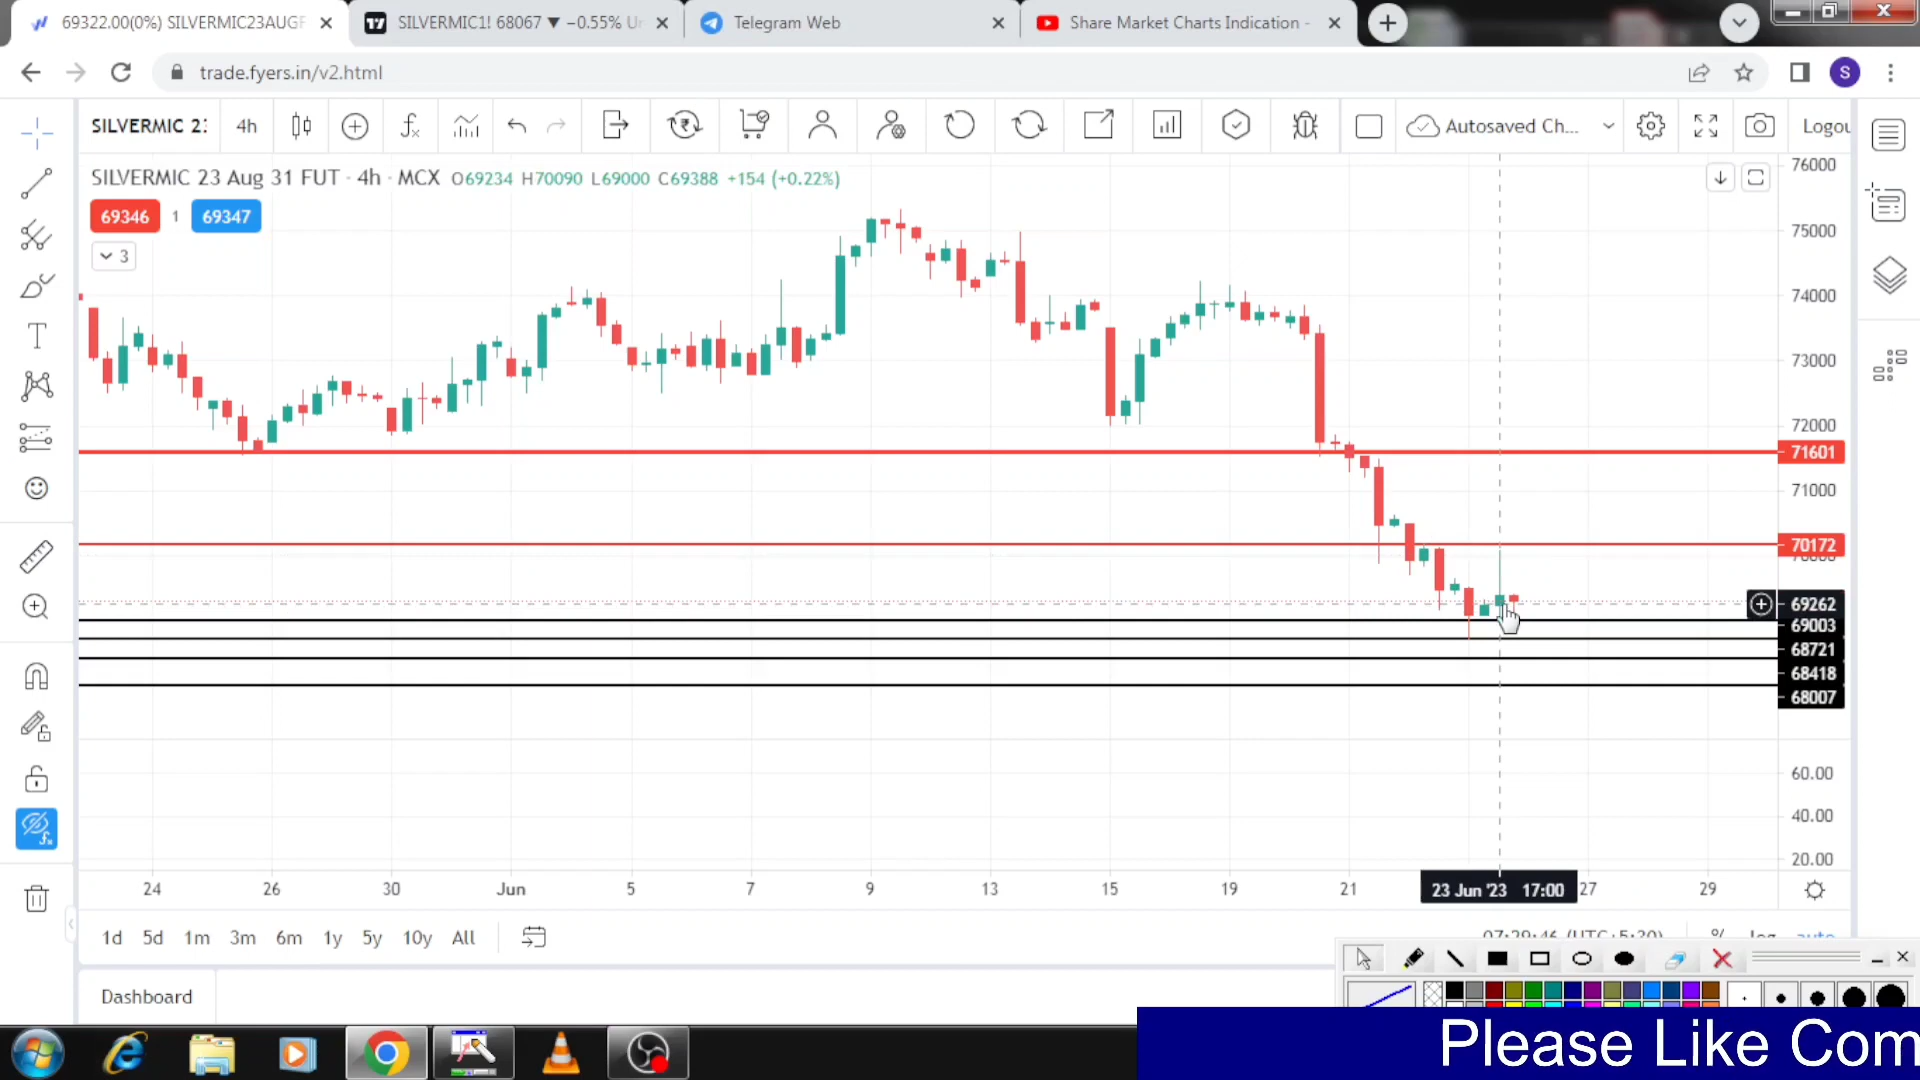 69322.00(0%) SILVERMIC23AUGF
SILVERMIC1! 68067 ▼ −0.55% Un
Telegram Web
Share Market Charts Indication -
trade.fyers.in/v2.html
S
SILVERMIC 23
4h
Autosaved Ch...
Logou
SILVERMIC 23 Aug 31 FUT · 4h · MCX O69234 H70090 L69000 C69388 +154 (+0.22%)
69346 1 69347
3
76000
75000
74000
73000
72000
71601
71000
70172
69262
69003
68721
68418
68007
60.00
40.00
20.00
24 26 30 Jun 5 7 9 13 15 19 21 23 Jun '23 17:00 27 29
1d 5d 1m 3m 6m 1y 5y 10y All
% log auto
Dashboard
Please Like Com